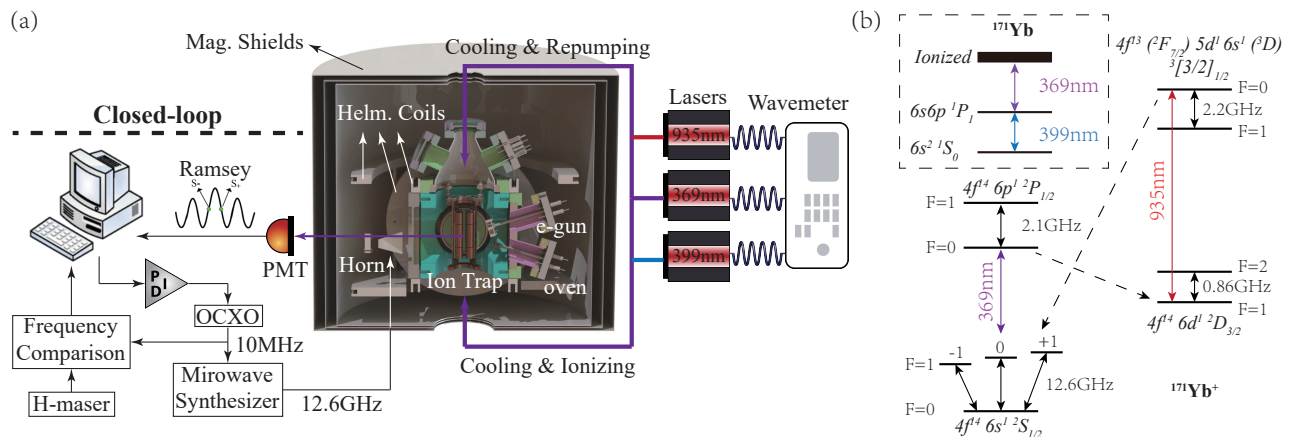 (a)
Mag. Shields
Cooling & Repumping
Closed-loop
Helm. Coils
Lasers
Wavemeter
935nm
369nm
399nm
Ramsey
S-
S+
PMT
Horn
Ion Trap
e-gun
oven
P
I
D
OCXO
Frequency
Comparison
10MHz
Mirowave
Synthesizer
12.6GHz
H-maser
Cooling & Ionizing
(b)
¹⁷¹Yb
Ionized
369nm
6s6p ¹P₁
399nm
6s² ¹S₀
4f¹³ (²F₇/₂) 5d¹ 6s¹ (³D)
³[3/2]₁/₂
F=0
2.2GHz
F=1
4f¹⁴ 6p¹ ²P₁/₂
F=1
2.1GHz
F=0
935nm
369nm
F=2
0.86GHz
F=1
4f¹⁴ 6d¹ ²D₃/₂
-1
0
+1
F=1
12.6GHz
F=0
4f¹⁴ 6s¹ ²S₁/₂
¹⁷¹Yb⁺